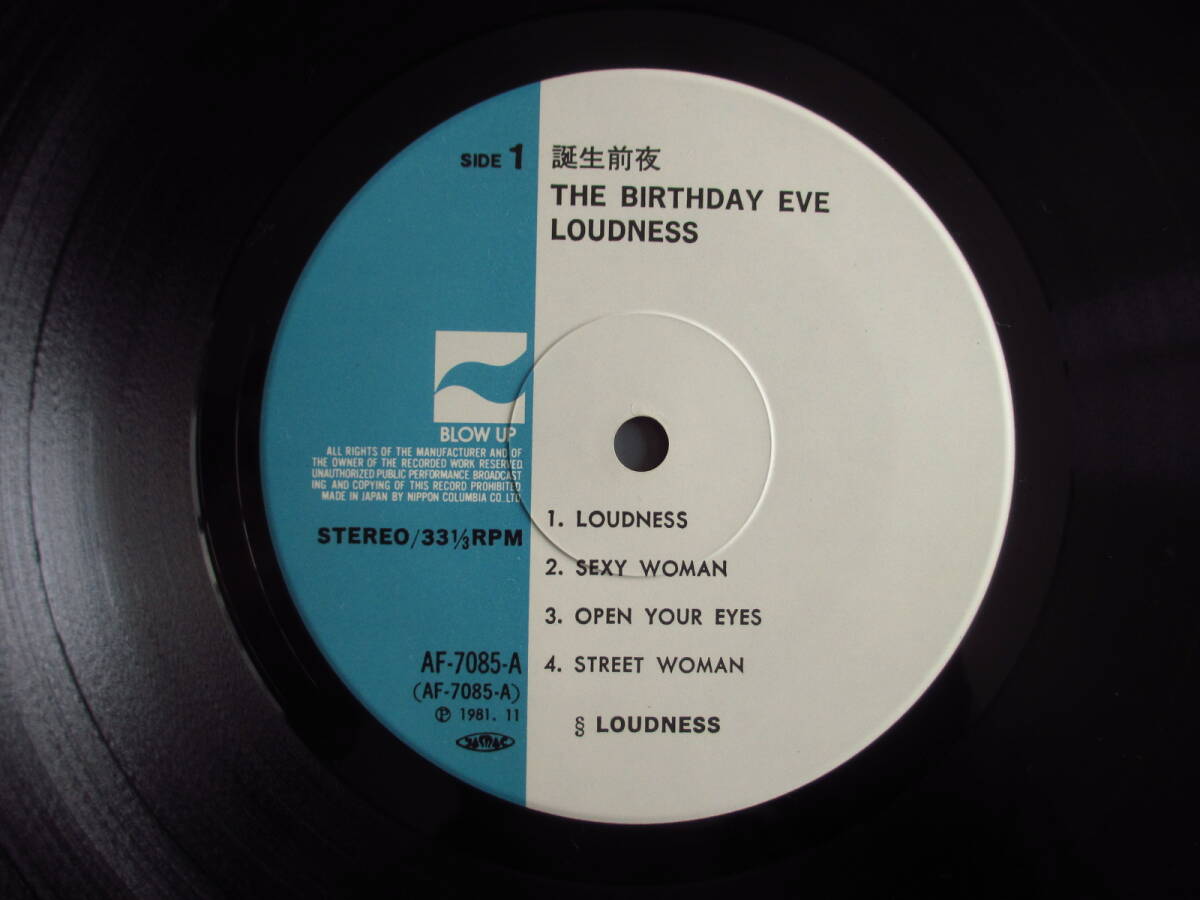 SIDE 1
誕生前夜
THE BIRTHDAY EVE
LOUDNESS
BLOW UP
ALL RIGHTS OF THE MANUFACTURER AND OF
THE OWNER OF THE RECORDED WORK RESERVED.
UNAUTHORIZED PUBLIC PERFORMANCE BROADCAST
ING AND COPYING OF THIS RECORD PROHIBITED
MADE IN JAPAN BY NIPPON COLUMBIA CO. LTD
STEREO/33⅓RPM
1. LOUDNESS
2. SEXY WOMAN
3. OPEN YOUR EYES
4. STREET WOMAN
§ LOUDNESS
AF-7085-A
(AF-7085-A)
℗ 1981. 11